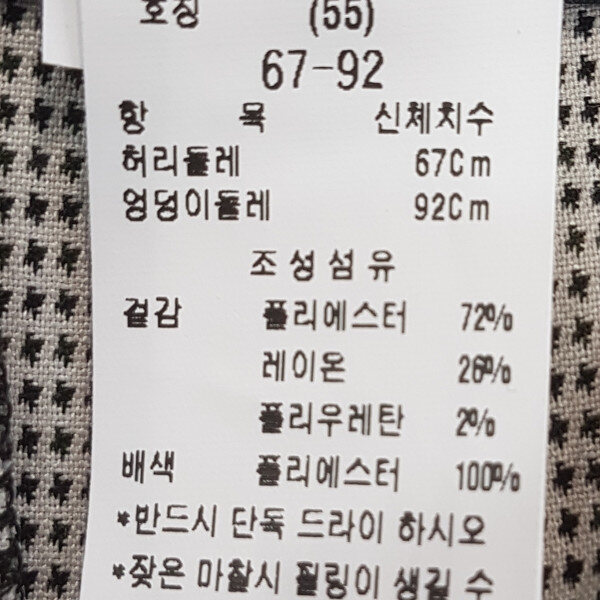 호칭 (55)
67-92
항 목 신체치수
허리둘레 67Cm
엉덩이둘레 92Cm
조성섬유
겉감 폴리에스터 72%
레이온 26%
폴리우레탄 2%
배색 폴리에스터 100%
*반드시 단독 드라이 하시오
*잦은 마찰시 필링이 생길 수